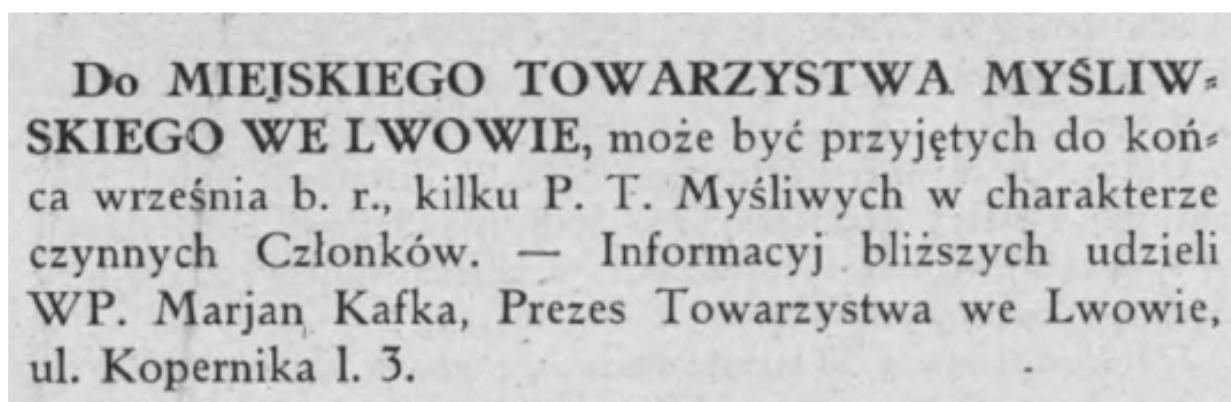 Do MIEJSKIEGO TOWARZYSTWA MYŚLIW-
SKIEGO WE LWOWIE, może być przyjętych do koń-
ca września b. r., kilku P. T. Myśliwych w charakterze
czynnych Członków. — Informacyj bliższych udzieli
WP. Marjan Kafka, Prezes Towarzystwa we Lwowie,
ul. Kopernika l. 3.